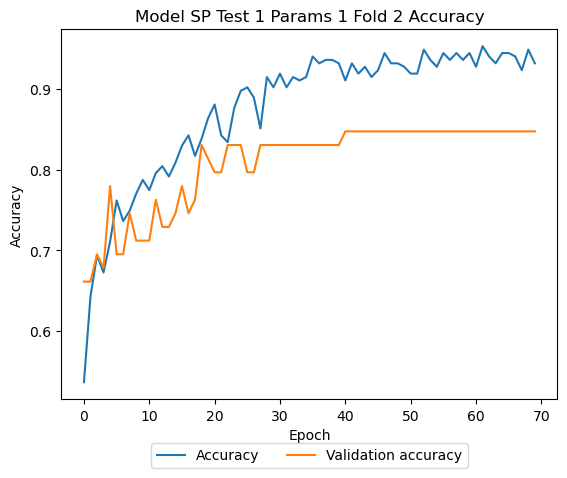 Model SP Test 1 Params 1 Fold 2 Accuracy
Accuracy
0.9
0.8
0.7
0.6
0 10 20 30 40 50 60 70
Epoch
Accuracy Validation accuracy